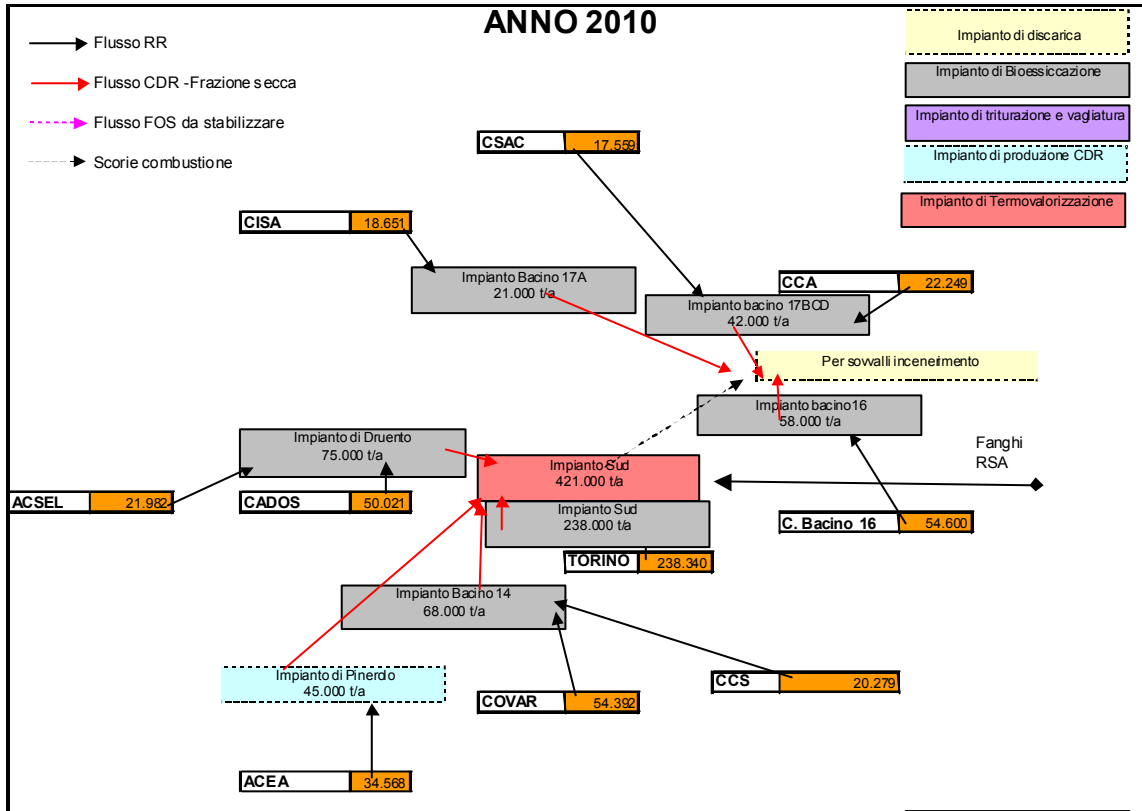 ANNO 2010
Flusso RR
Flusso CDR -Frazione secca
Flusso FOS da stabilizzare
Scorie combustione
Impianto di discarica
Impianto di Bioessiccazione
Impianto di triturazione e vagliatura
Impianto di produzione CDR
Impianto di Termovalorizzazione
CSAC 17.559
CISA 18.651
Impianto Bacino 17A
21.000 t/a
CCA 22.249
Impianto bacino 17BCD
42.000 t/a
Per sovvalli incenerimento
Impianto bacino16
58.000 t/a
Impianto di Druento
75.000 t/a
Fanghi
RSA
Impianto Sud
421.000 t/a
ACSEL 21.982
CADOS 50.021
Impianto Sud
238.000 t/a
C. Bacino 16 54.600
TORINO 238.340
Impianto Bacino 14
68.000 t/a
Impianto di Pinerolo
45.000 t/a
CCS 20.279
COVAR 54.392
ACEA 34.568